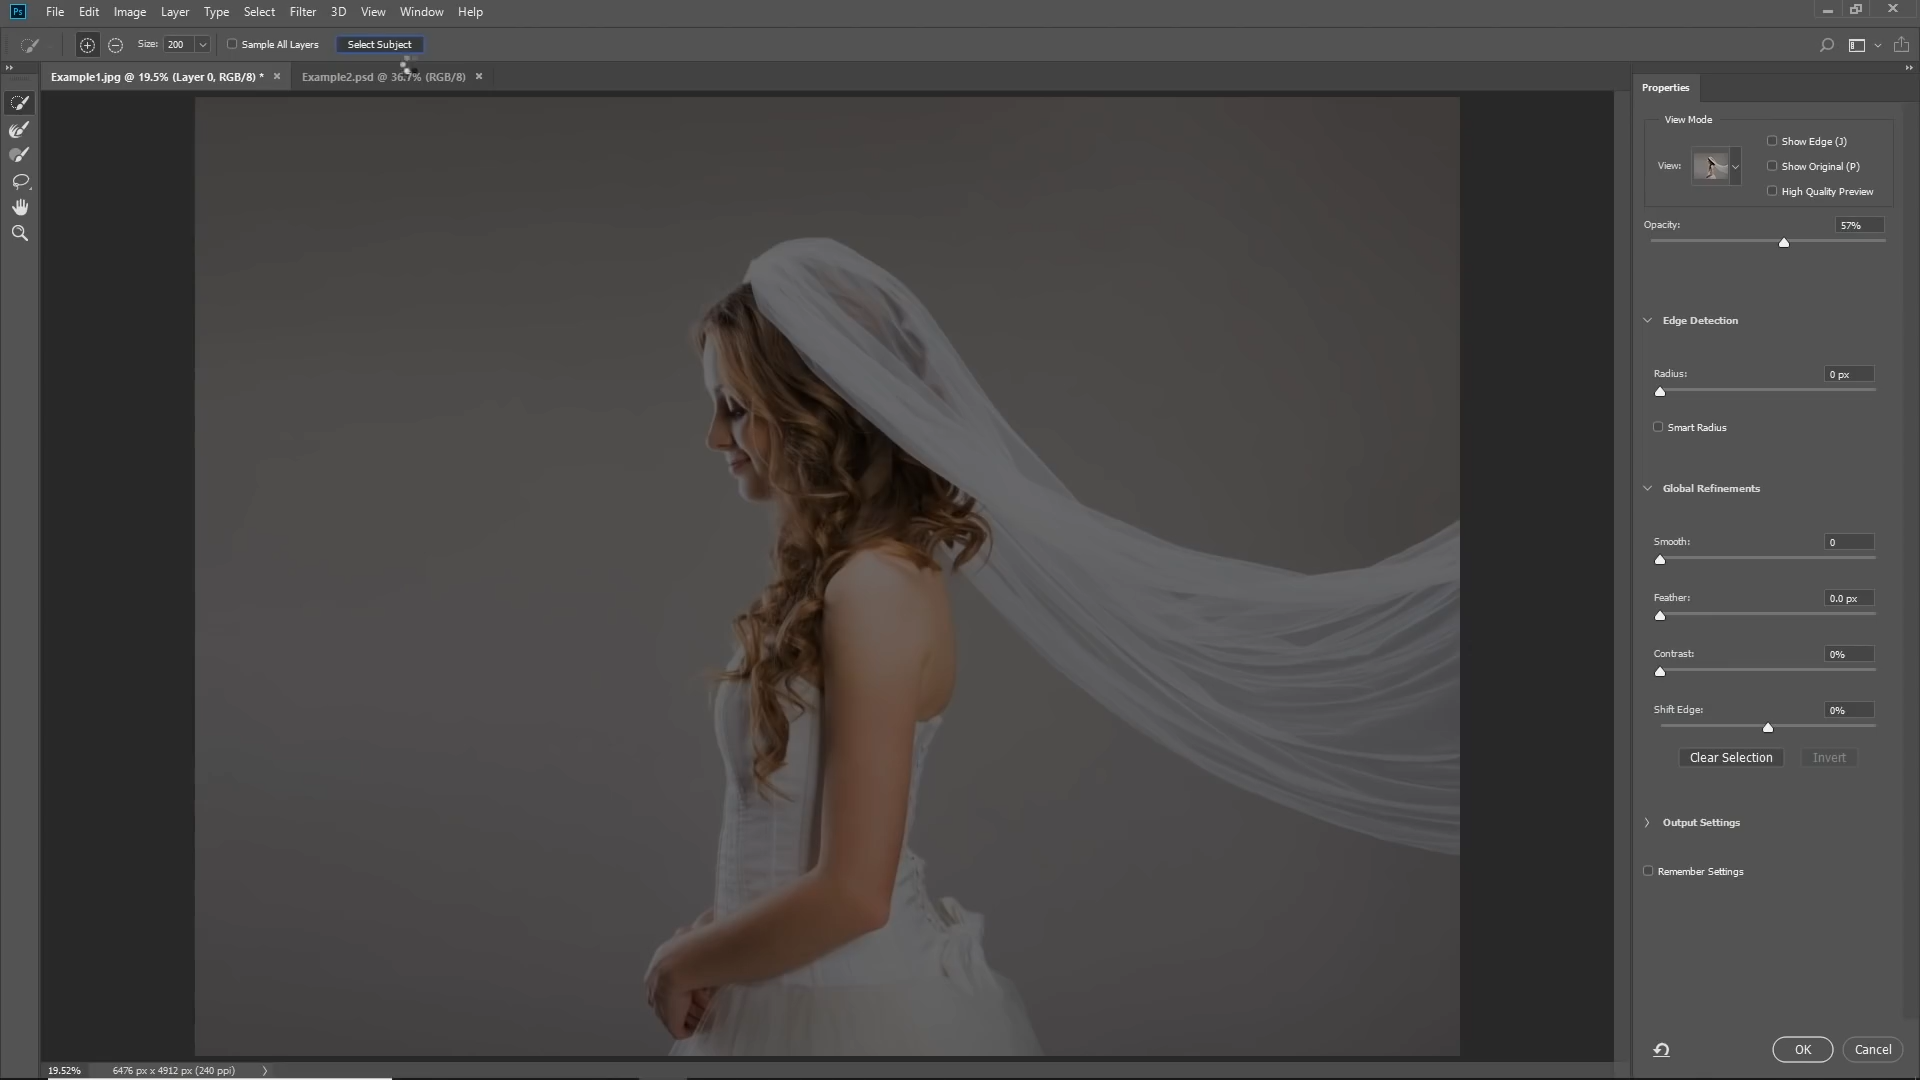 Ps File Edit Image Layer Type Select Filter 3D View Window Help
Size: 200 Sample All Layers Select Subject
Example1.jpg @ 19.5% (Layer 0, RGB/8) * Example2.psd @ 36.7% (RGB/8)
Properties
View Mode
Show Edge (J)
View: Show Original (P)
High Quality Preview
Opacity: 57%
Edge Detection
Radius: 0 px
Smart Radius
Global Refinements
Smooth: 0
Feather: 0.0 px
Contrast: 0%
Shift Edge: 0%
Clear Selection Invert
Output Settings
Remember Settings
OK Cancel
19.52% 6476 px x 4912 px (240 ppi)